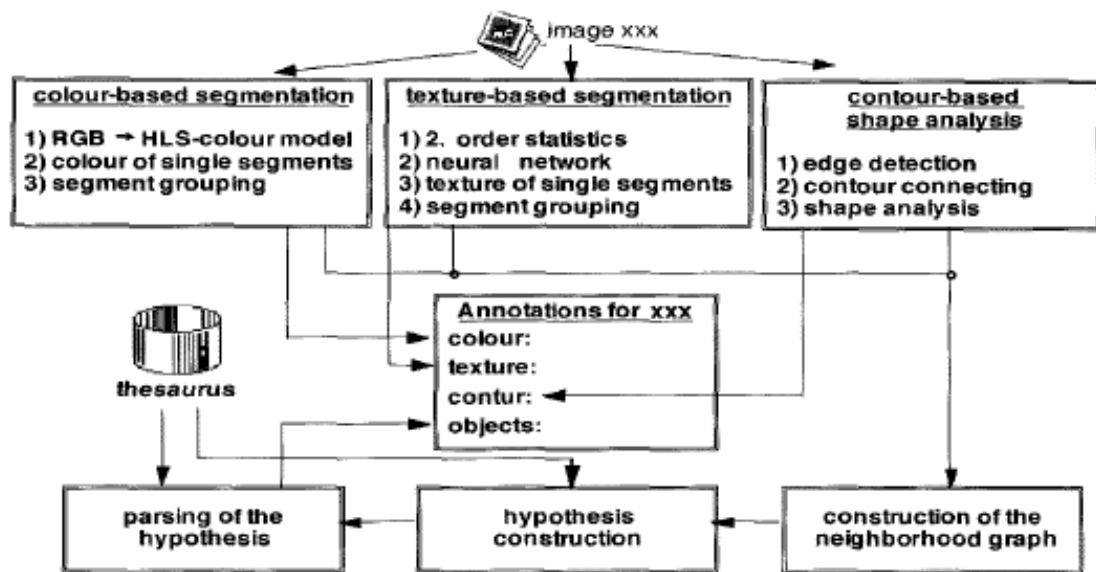 image xxx
colour-based segmentation
1) RGB → HLS-colour model
2) colour of single segments
3) segment grouping
texture-based segmentation
1) 2. order statistics
2) neural network
3) texture of single segments
4) segment grouping
contour-based
shape analysis
1) edge detection
2) contour connecting
3) shape analysis
Annotations for xxx
colour:
texture:
contur:
objects:
thesaurus
parsing of the
hypothesis
hypothesis
construction
construction of the
neighborhood graph